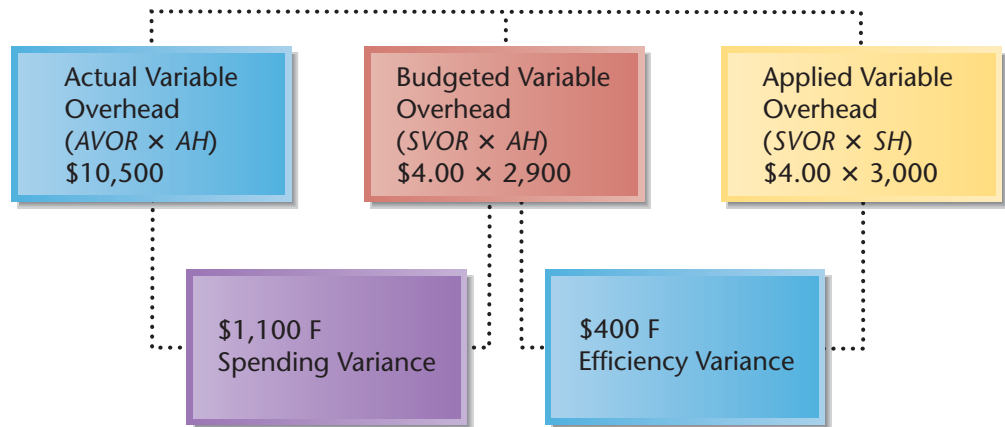 Actual Variable
Overhead
(AVOR × AH)
$10,500
Budgeted Variable
Overhead
(SVOR × AH)
$4.00 × 2,900
Applied Variable
Overhead
(SVOR × SH)
$4.00 × 3,000
$1,100 F
Spending Variance
$400 F
Efficiency Variance